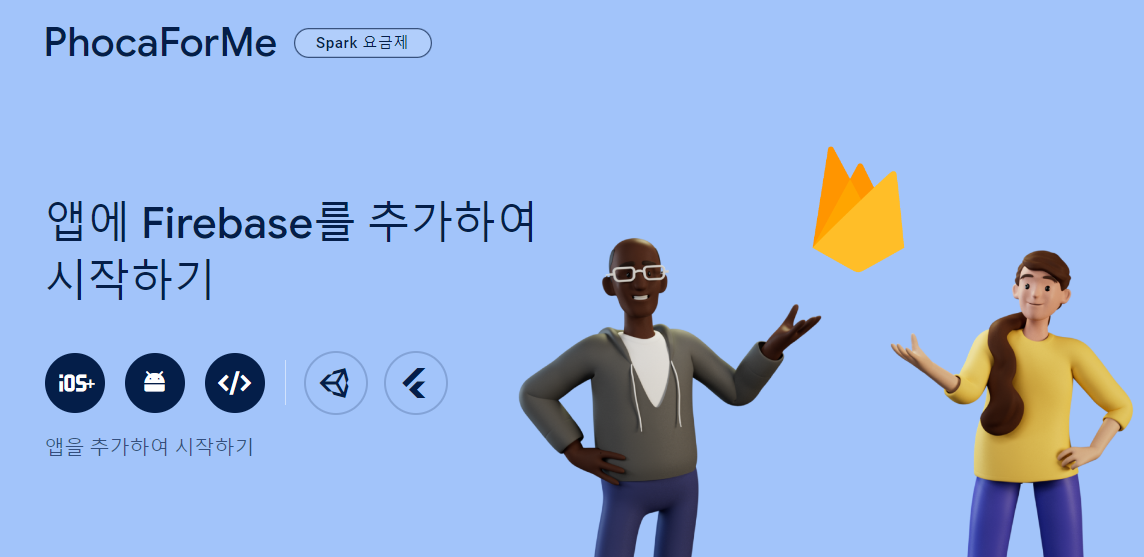 PhocaForMe
Spark 요금제
앱에 Firebase를 추가하여
시작하기
iOS+
앱을 추가하여 시작하기